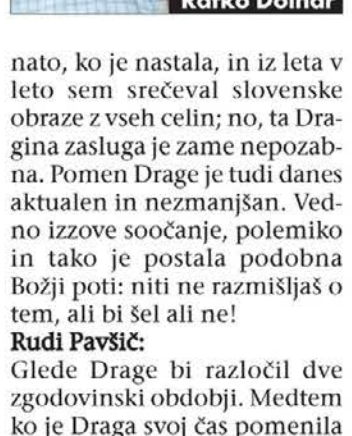 Ratko Dolhar
nato, ko je nastala, in iz leta v
leto sem srečeval slovenske
obraze z vseh celin; no, ta Dra-
gina zasluga je zame nepozab-
na. Pomen Drage je tudi danes
aktualen in nezmanjšan. Ved-
no izzove soočanje, polemiko
in tako je postala podobna
Božji poti: niti ne razmišljaš o
tem, ali bi šel ali ne!
Rudi Pavšič:
Glede Drage bi razločil dve
zgodovinski obdobji. Medtem
ko je Draga svoj čas pomenila